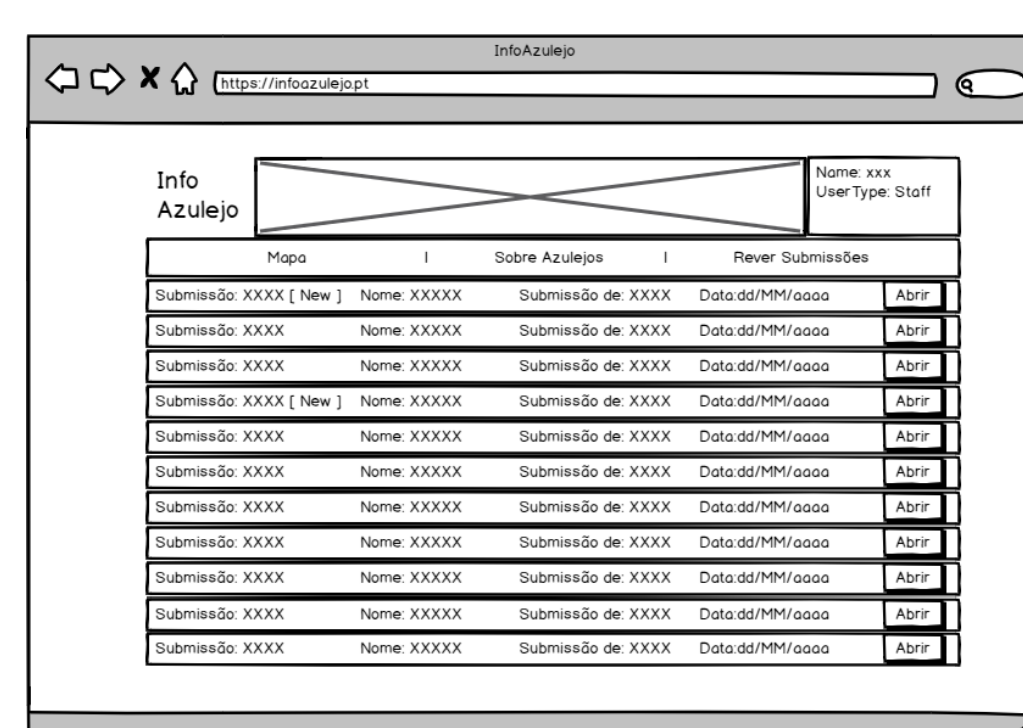 InfoAzulejo
https://infoazulejo.pt
Info
Azulejo
Name: xxx
UserType: Staff
Mapa | Sobre Azulejos | Rever Submissões
Submissão: XXXX [ New ] Nome: XXXXX Submissão de: XXXX Data:dd/MM/aaaa Abrir
Submissão: XXXX Nome: XXXXX Submissão de: XXXX Data:dd/MM/aaaa Abrir
Submissão: XXXX Nome: XXXXX Submissão de: XXXX Data:dd/MM/aaaa Abrir
Submissão: XXXX [ New ] Nome: XXXXX Submissão de: XXXX Data:dd/MM/aaaa Abrir
Submissão: XXXX Nome: XXXXX Submissão de: XXXX Data:dd/MM/aaaa Abrir
Submissão: XXXX Nome: XXXXX Submissão de: XXXX Data:dd/MM/aaaa Abrir
Submissão: XXXX Nome: XXXXX Submissão de: XXXX Data:dd/MM/aaaa Abrir
Submissão: XXXX Nome: XXXXX Submissão de: XXXX Data:dd/MM/aaaa Abrir
Submissão: XXXX Nome: XXXXX Submissão de: XXXX Data:dd/MM/aaaa Abrir
Submissão: XXXX Nome: XXXXX Submissão de: XXXX Data:dd/MM/aaaa Abrir
Submissão: XXXX Nome: XXXXX Submissão de: XXXX Data:dd/MM/aaaa Abrir